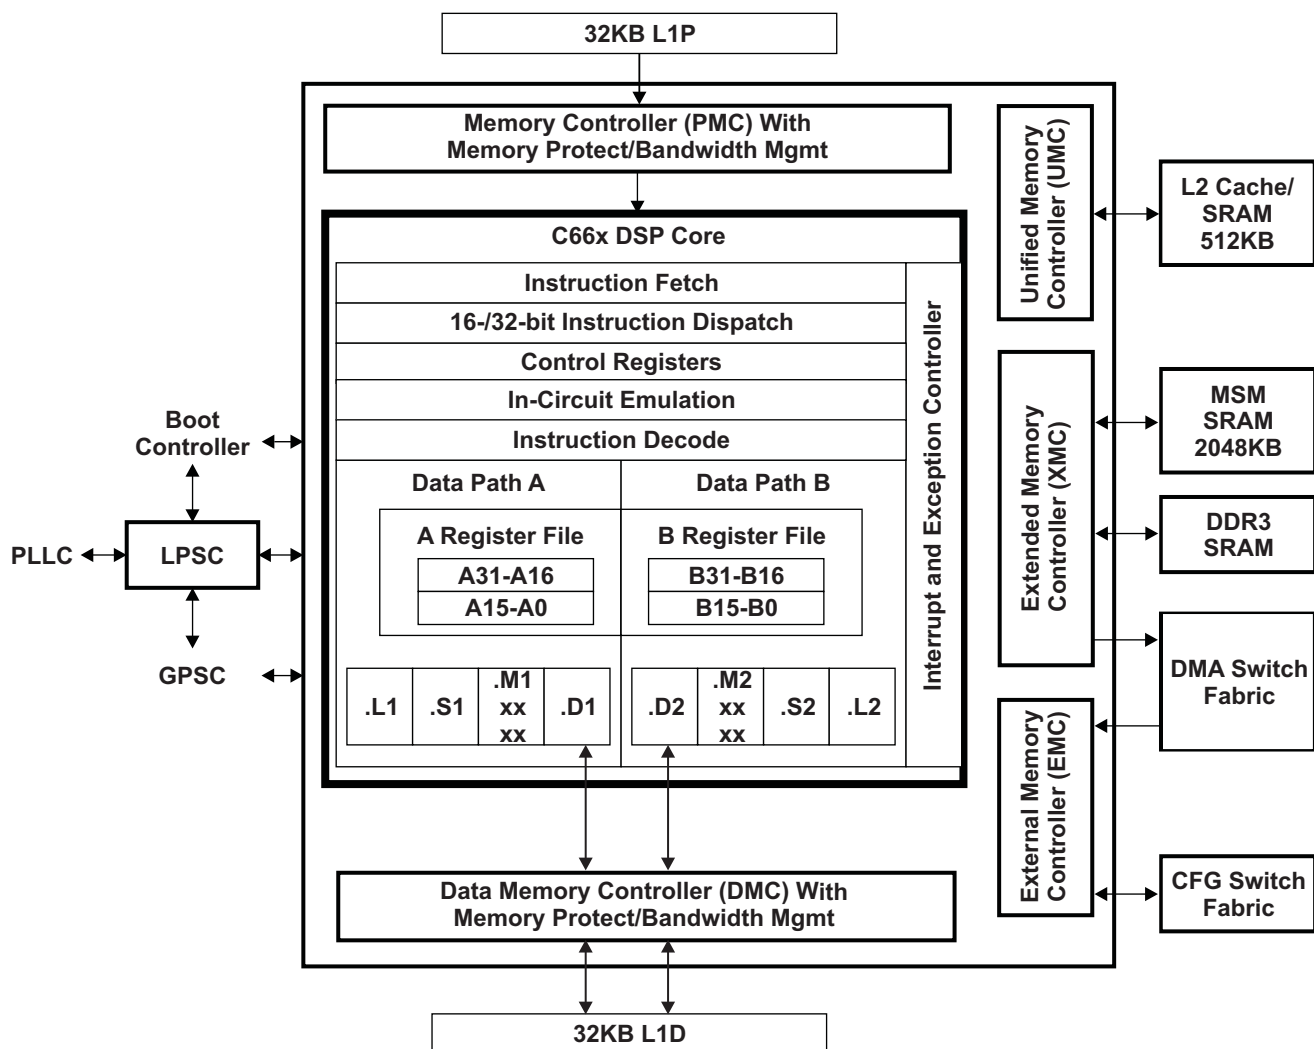 32KB L1P
Memory Controller (PMC) With
Memory Protect/Bandwidth Mgmt
C66x DSP Core
Instruction Fetch
16-/32-bit Instruction Dispatch
Control Registers
In-Circuit Emulation
Instruction Decode
Data Path A
Data Path B
A Register File
B Register File
A31-A16
B31-B16
A15-A0
B15-B0
.L1
.S1
.M1
xx
xx
.D1
.D2
.M2
xx
xx
.S2
.L2
Interrupt and Exception Controller
Data Memory Controller (DMC) With
Memory Protect/Bandwidth Mgmt
32KB L1D
Boot
Controller
PLLC
LPSC
GPSC
Unified Memory
Controller (UMC)
Extended Memory
Controller (XMC)
External Memory
Controller (EMC)
L2 Cache/
SRAM
512KB
MSM
SRAM
2048KB
DDR3
SRAM
DMA Switch
Fabric
CFG Switch
Fabric